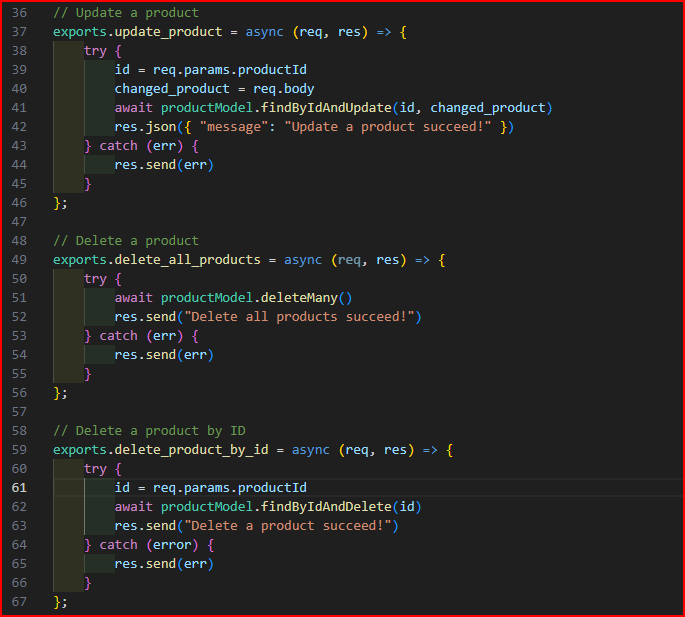 36 // Update a product
37 exports.update_product = async (req, res) => {
38     try {
39         id = req.params.productId
40         changed_product = req.body
41         await productModel.findByIdAndUpdate(id, changed_product)
42         res.json({ "message": "Update a product succeed!" })
43     } catch (err) {
44         res.send(err)
45     }
46 };
47
48 // Delete a product
49 exports.delete_all_products = async (req, res) => {
50     try {
51         await productModel.deleteMany()
52         res.send("Delete all products succeed!")
53     } catch (err) {
54         res.send(err)
55     }
56 };
57
58 // Delete a product by ID
59 exports.delete_product_by_id = async (req, res) => {
60     try {
61         id = req.params.productId
62         await productModel.findByIdAndDelete(id)
63         res.send("Delete a product succeed!")
64     } catch (error) {
65         res.send(err)
66     }
67 };